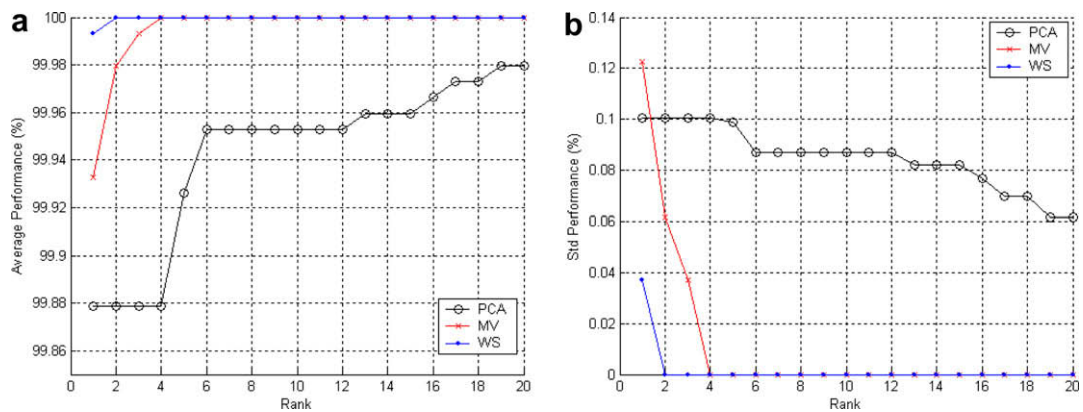 a
Average Performance (%)
100
99.98
99.96
99.94
99.92
99.9
99.88
99.86
0 2 4 6 8 10 12 14 16 18 20
Rank
PCA
MV
WS
b
Std Performance (%)
0.14
0.12
0.1
0.08
0.06
0.04
0.02
0
0 2 4 6 8 10 12 14 16 18 20
Rank
PCA
MV
WS